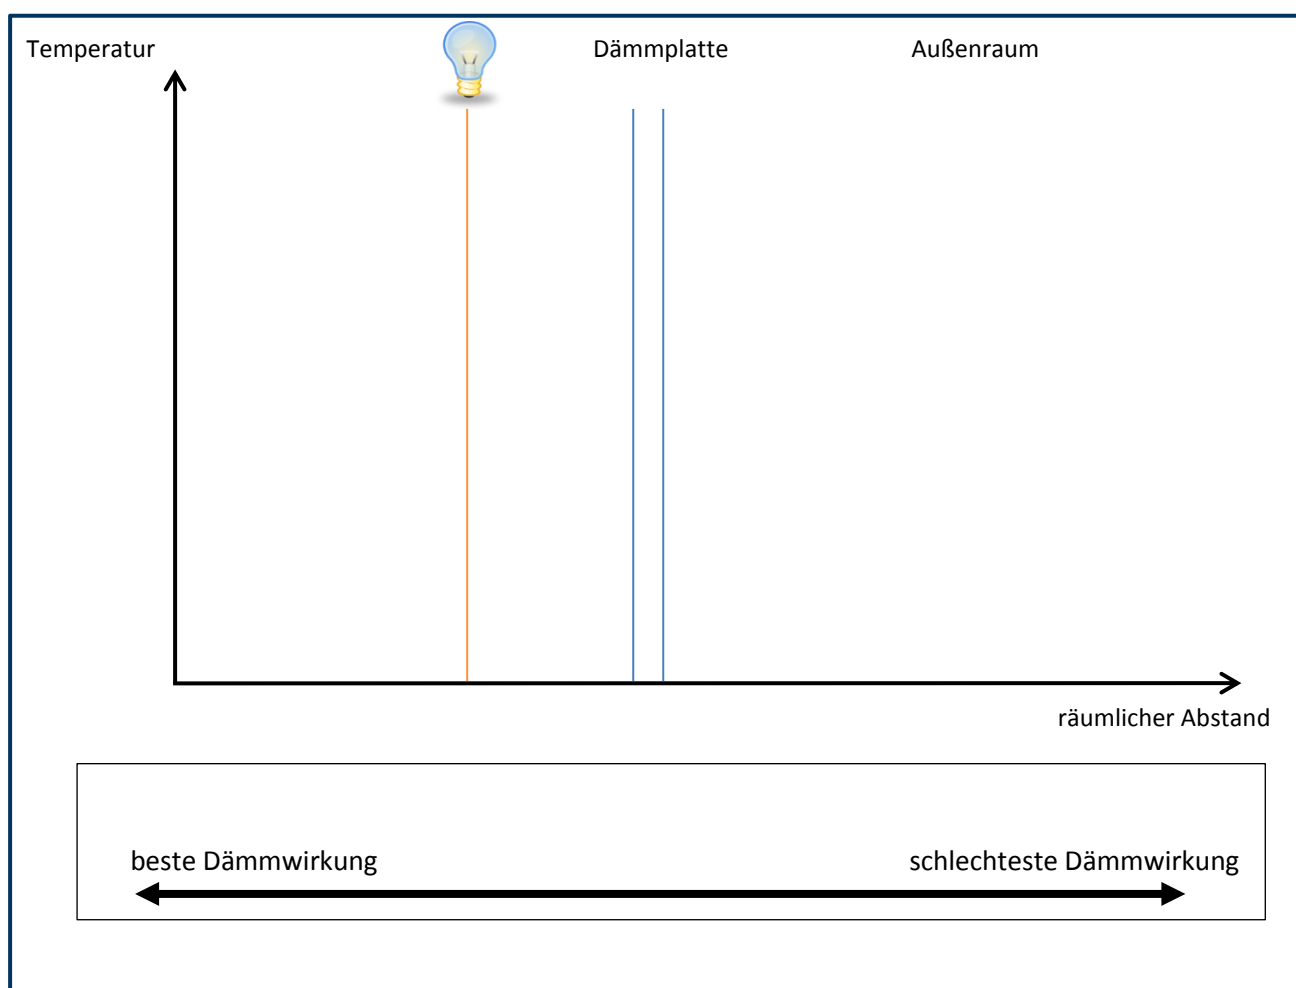 Temperatur
Dämmplatte
Außenraum
räumlicher Abstand
beste Dämmwirkung
schlechteste Dämmwirkung